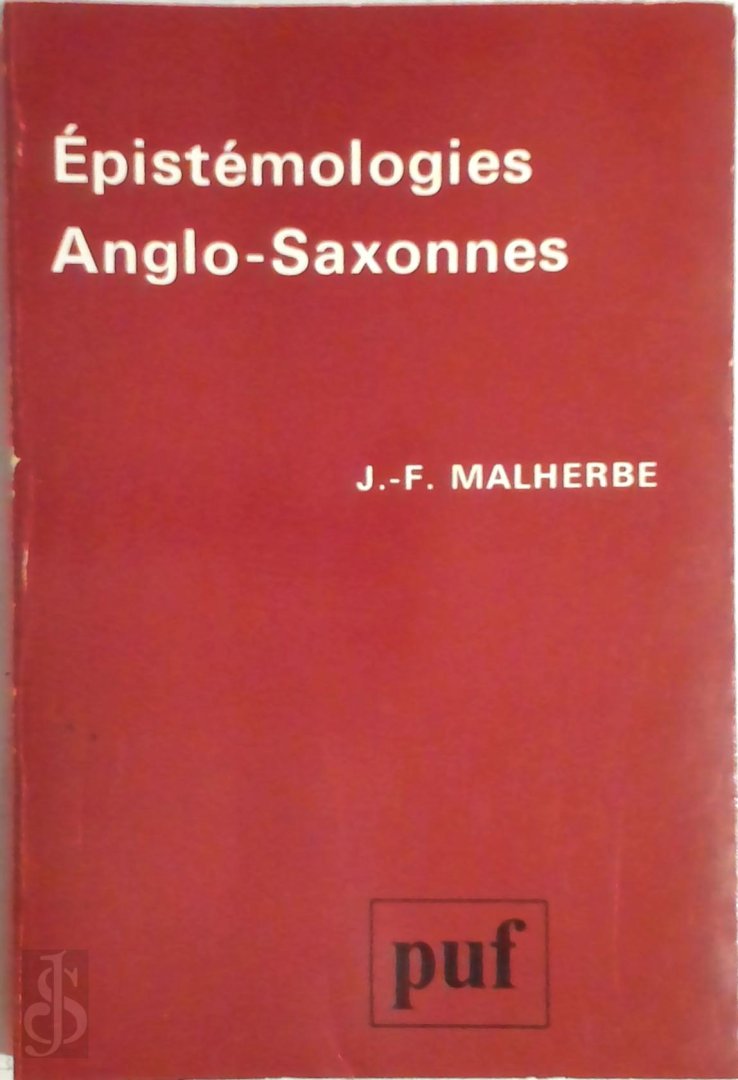 Épistémologies
Anglo-Saxonnes
J.-F. MALHERBE
puf